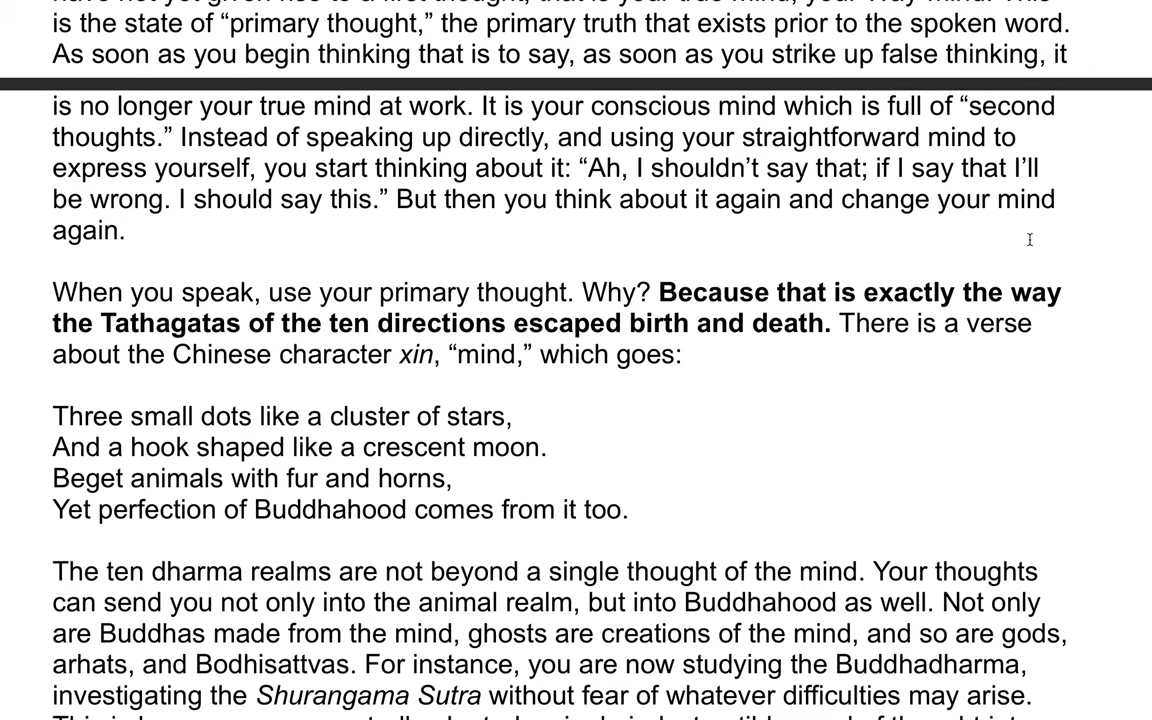 is the state of “primary thought,” the primary truth that exists prior to the spoken word.
As soon as you begin thinking that is to say, as soon as you strike up false thinking, it
is no longer your true mind at work. It is your conscious mind which is full of “second
thoughts.” Instead of speaking up directly, and using your straightforward mind to
express yourself, you start thinking about it: “Ah, I shouldn’t say that; if I say that I’ll
be wrong. I should say this.” But then you think about it again and change your mind
again.
When you speak, use your primary thought. Why? Because that is exactly the way
the Tathagatas of the ten directions escaped birth and death. There is a verse
about the Chinese character xin, “mind,” which goes:
Three small dots like a cluster of stars,
And a hook shaped like a crescent moon.
Beget animals with fur and horns,
Yet perfection of Buddhahood comes from it too.
The ten dharma realms are not beyond a single thought of the mind. Your thoughts
can send you not only into the animal realm, but into Buddhahood as well. Not only
are Buddhas made from the mind, ghosts are creations of the mind, and so are gods,
arhats, and Bodhisattvas. For instance, you are now studying the Buddhadharma,
investigating the Shurangama Sutra without fear of whatever difficulties may arise.